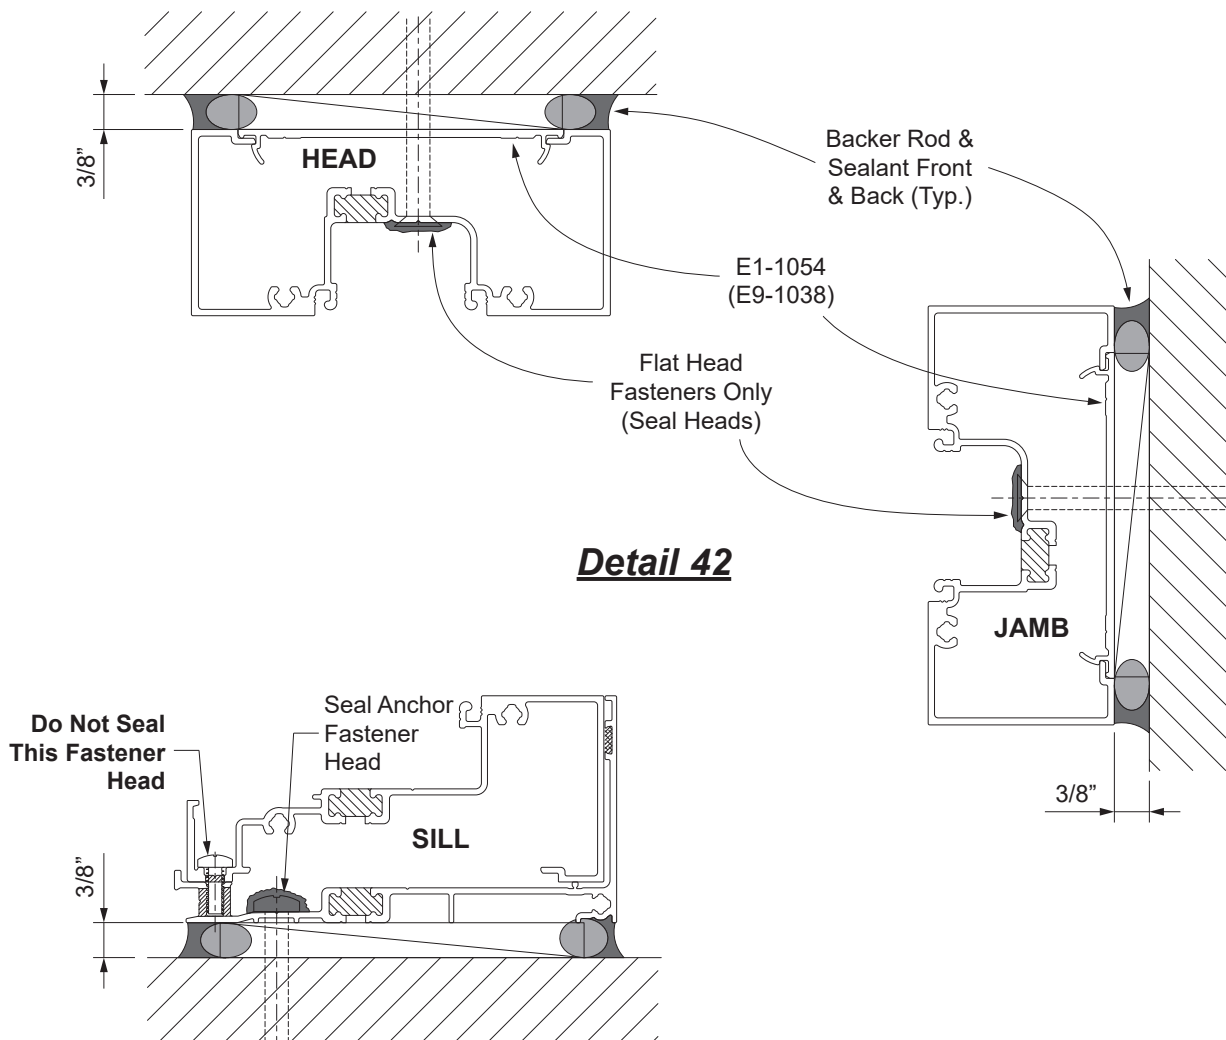 3/8”
HEAD
Backer Rod &
Sealant Front
& Back (Typ.)
E1-1054
(E9-1038)
Flat Head
Fasteners Only
(Seal Heads)
Detail 42
JAMB
3/8”
Do Not Seal
This Fastener
Head
Seal Anchor
Fastener
Head
SILL
3/8”